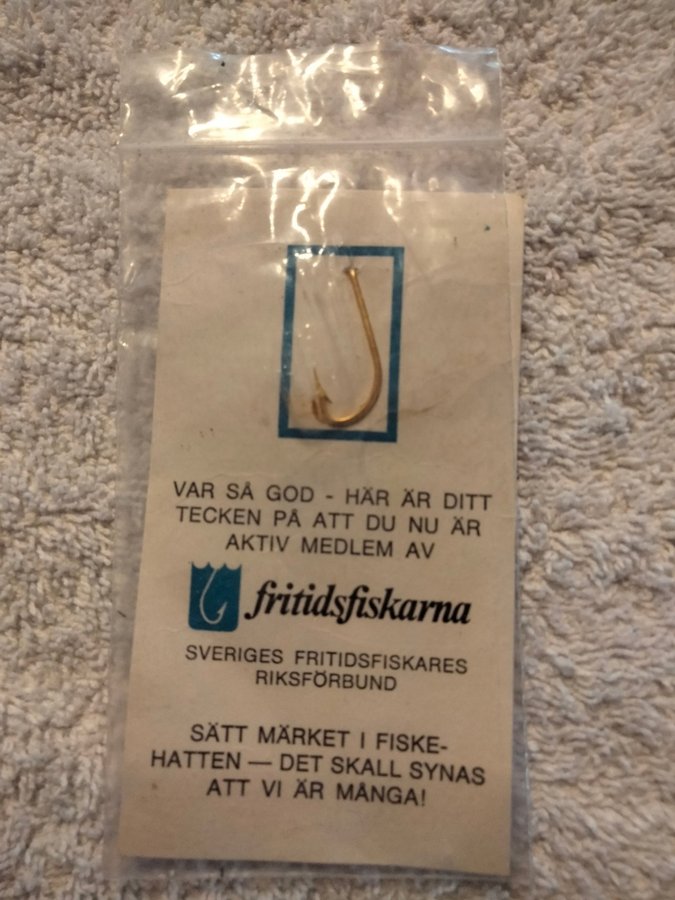 VAR SÅ GOD - HÄR ÄR DITT
TECKEN PÅ ATT DU NU ÄR
AKTIV MEDLEM AV
fritidsfiskarna
SVERIGES FRITIDSFISKARES
RIKSFÖRBUND
SÄTT MÄRKET I FISKE-
HATTEN — DET SKALL SYNAS
ATT VI ÄR MÅNGA!